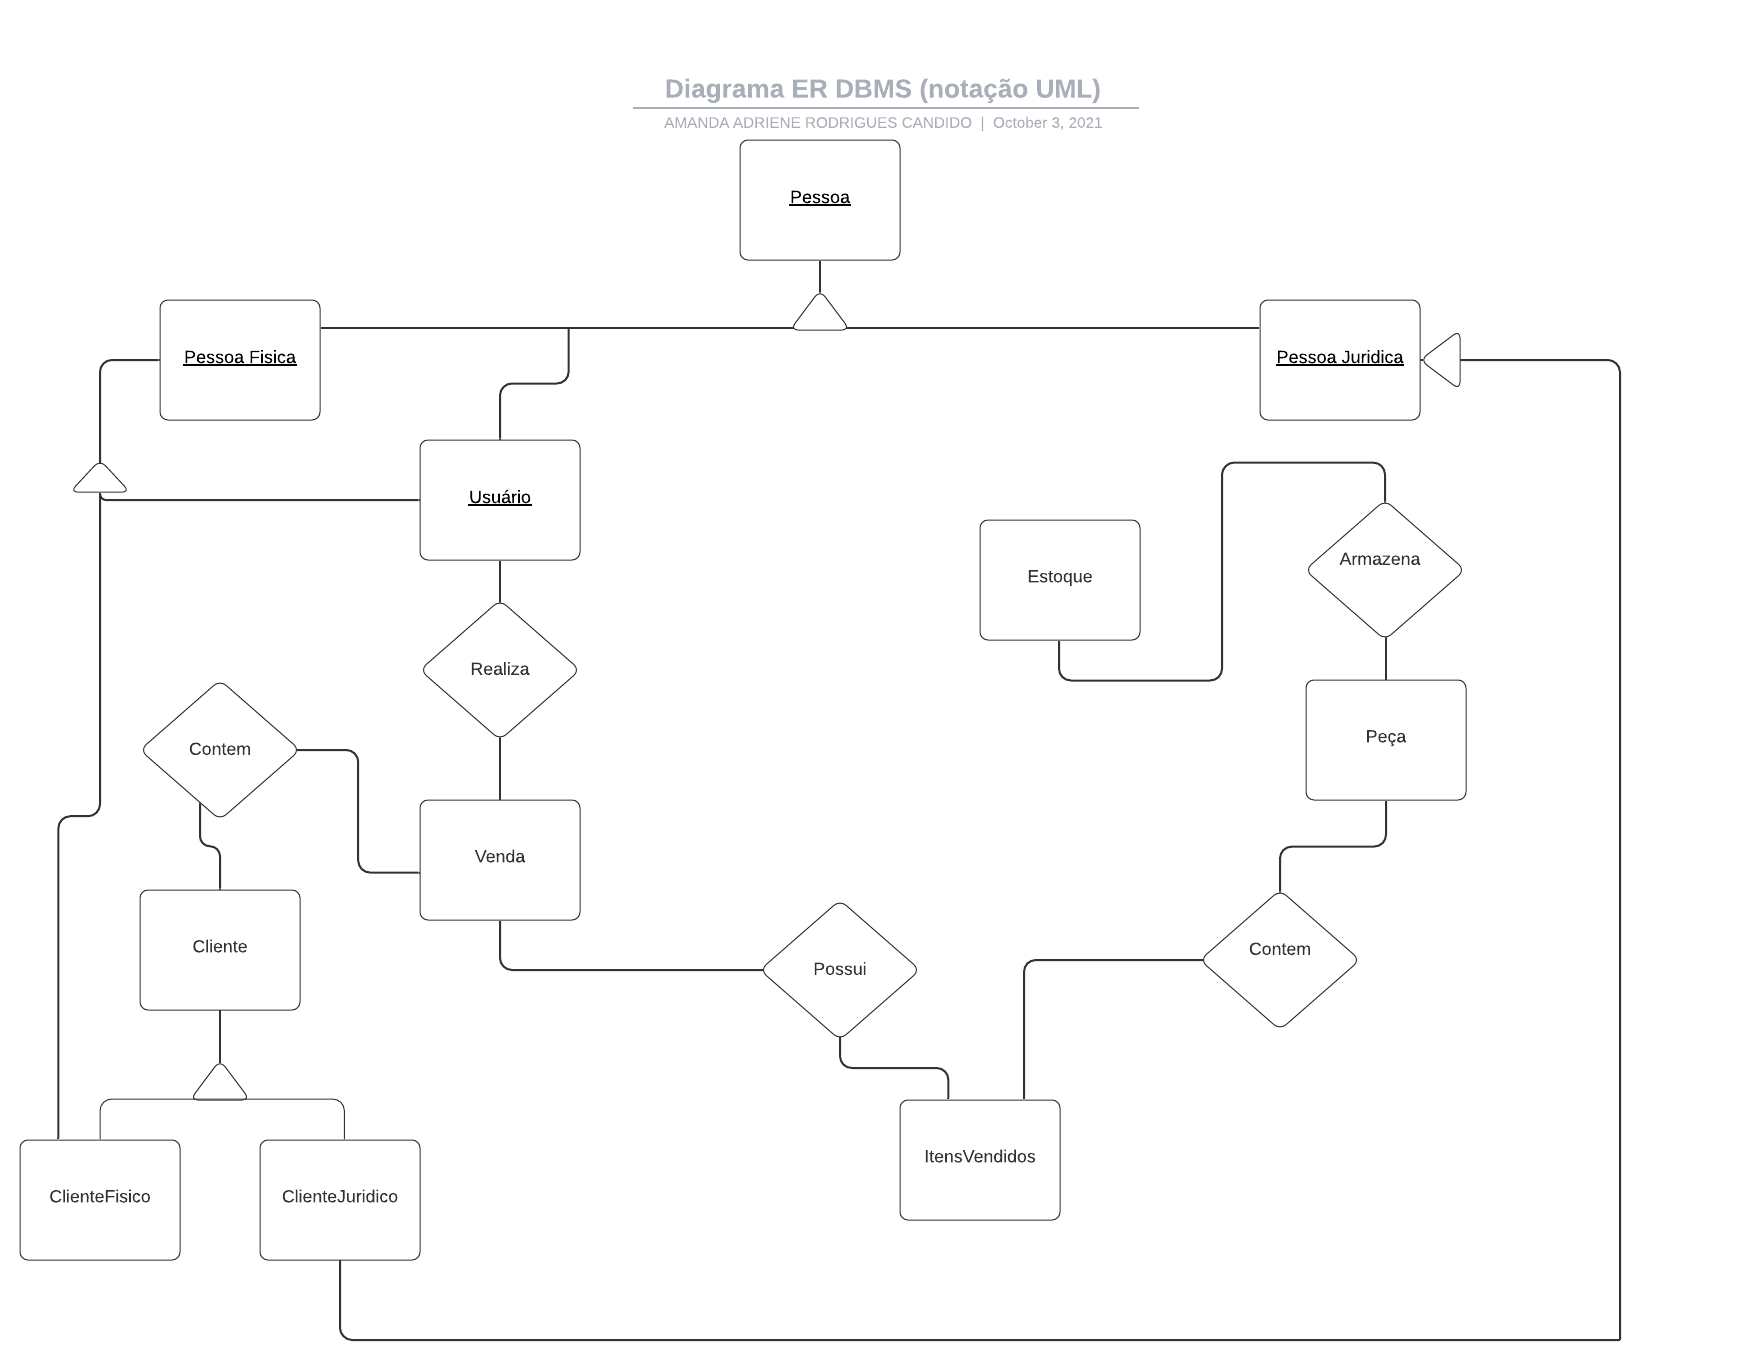 Diagrama ER DBMS (notação UML)
AMANDA ADRIENE RODRIGUES CANDIDO | October 3, 2021
Pessoa
Pessoa Fisica
Pessoa Juridica
Usuário
Estoque
Armazena
Realiza
Contem
Peça
Venda
Cliente
Possui
Contem
ItensVendidos
ClienteFisico
ClienteJuridico